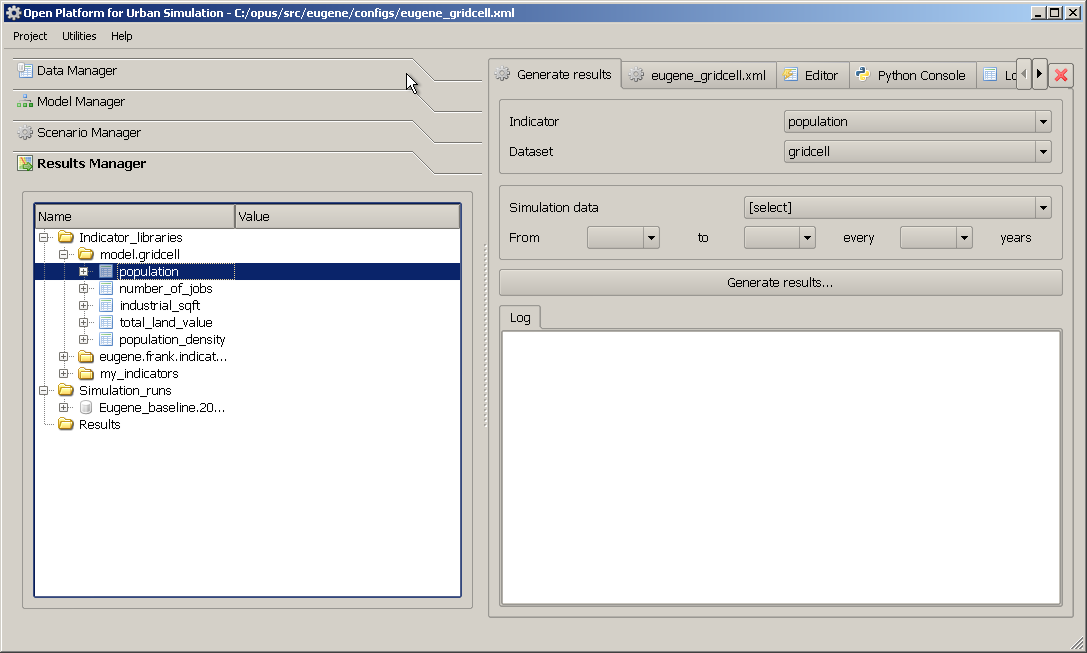 Open Platform for Urban Simulation - C:/opus/src/eugene/configs/eugene_gridcell.xml
Project Utilities Help
Data Manager
Model Manager
Scenario Manager
Results Manager
Name Value
Indicator_libraries
model.gridcell
population
number_of_jobs
industrial_sqft
total_land_value
population_density
eugene.frank.indicat...
my_indicators
Simulation_runs
Eugene_baseline.20...
Results
Generate results eugene_gridcell.xml Editor Python Console Lo
Indicator population
Dataset gridcell
Simulation data [select]
From to every years
Generate results...
Log